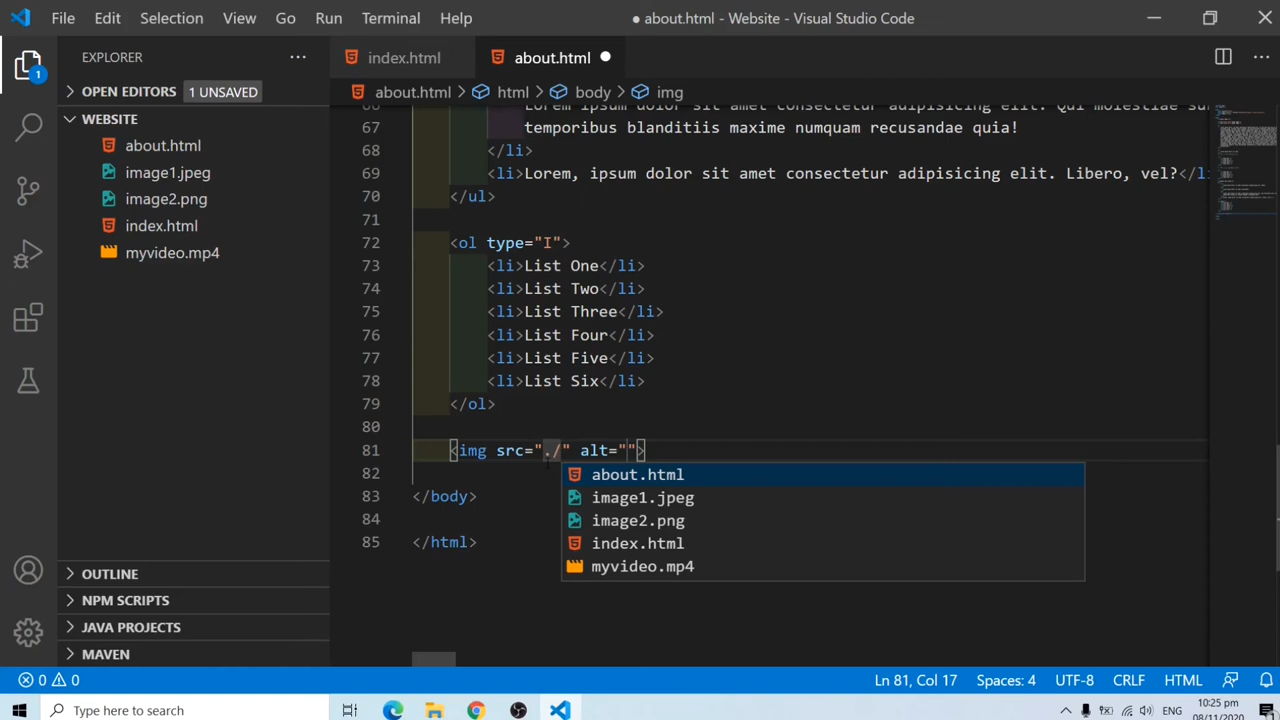 File Edit Selection View Go Run Terminal Help ● about.html - Website - Visual Studio Code
EXPLORER ···
index.html about.html
OPEN EDITORS 1 UNSAVED
about.html > html > body > img
WEBSITE
about.html
image1.jpeg
image2.png
index.html
myvideo.mp4
1
OUTLINE
NPM SCRIPTS
JAVA PROJECTS
MAVEN
66 Lorem ipsum dolor sit amet consectetur adipisicing elit. Qui molestiae su
67 temporibus blanditiis maxime numquam recusandae quia!
68 </li>
69 <li>Lorem, ipsum dolor sit amet consectetur adipisicing elit. Libero, vel?</li
70 </ul>
71
72 <ol type="I">
73 <li>List One</li>
74 <li>List Two</li>
75 <li>List Three</li>
76 <li>List Four</li>
77 <li>List Five</li>
78 <li>List Six</li>
79 </ol>
80
81 <img src="./" alt="">
82
about.html
image1.jpeg
image2.png
index.html
myvideo.mp4
83 </body>
84
85 </html>
0 0 Ln 81, Col 17 Spaces: 4 UTF-8 CRLF HTML
Type here to search
ENG
10:25 pm
08/11/2020